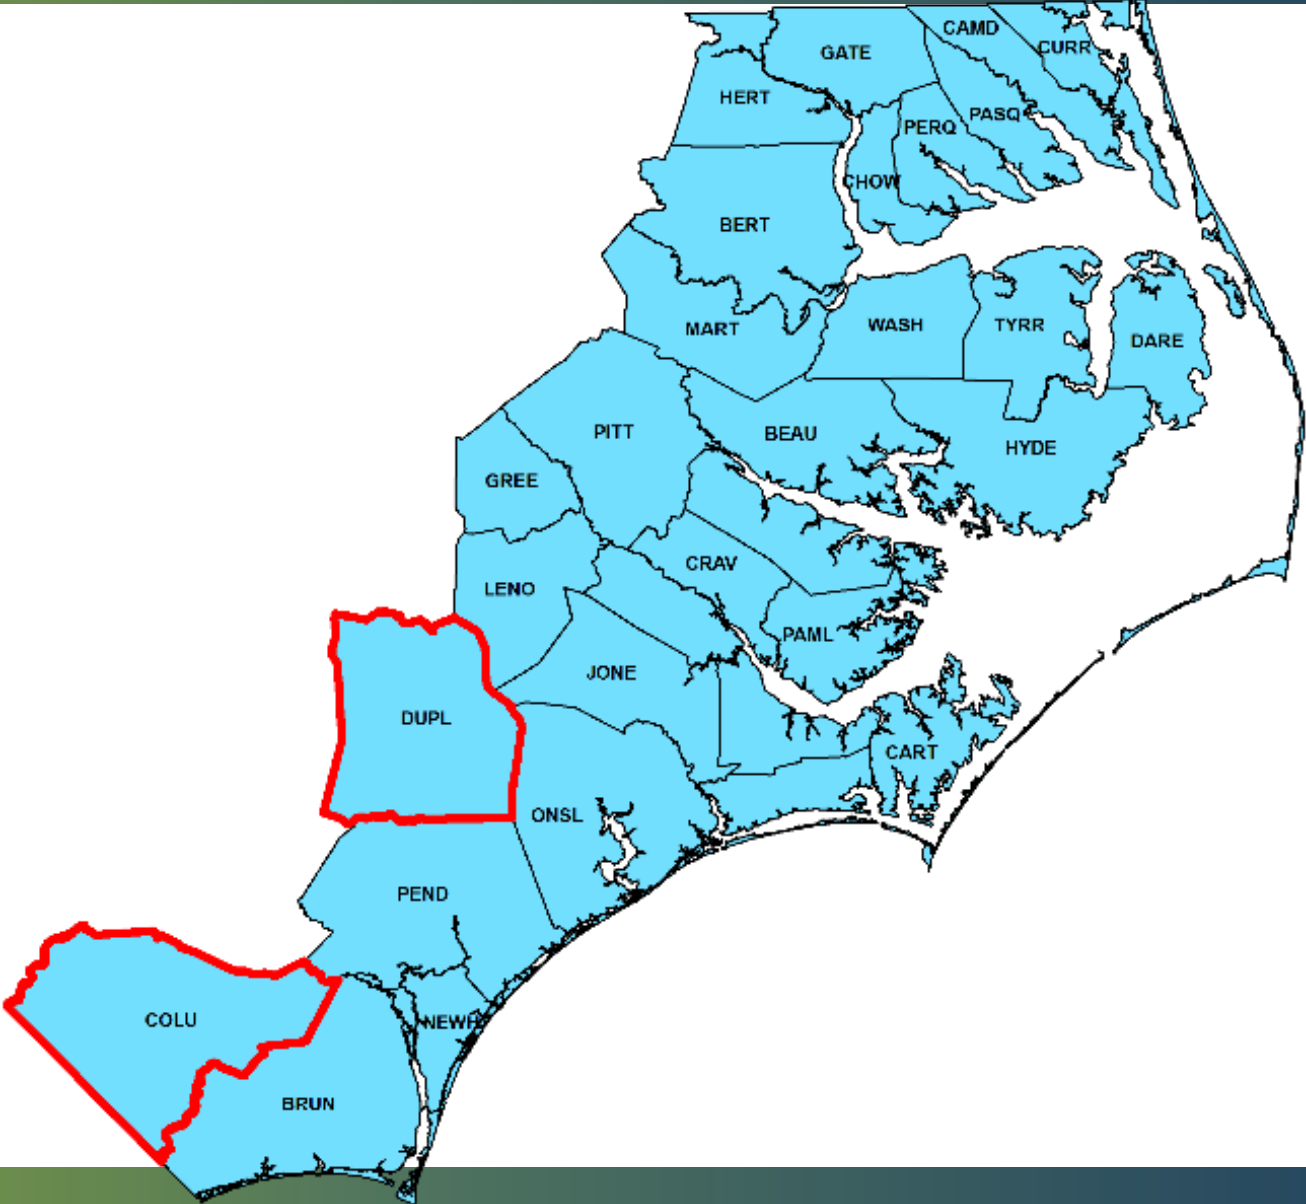 CAMD
CURR
GATE
HERT
PASQ
PERQ
CHOW
BERT
WASH
TYRR
MART
DARE
PITT
BEAU
HYDE
GREE
CRAV
LENO
PAML
JONE
DUPL
CART
ONSL
PEND
COLU
NEWH
BRUN